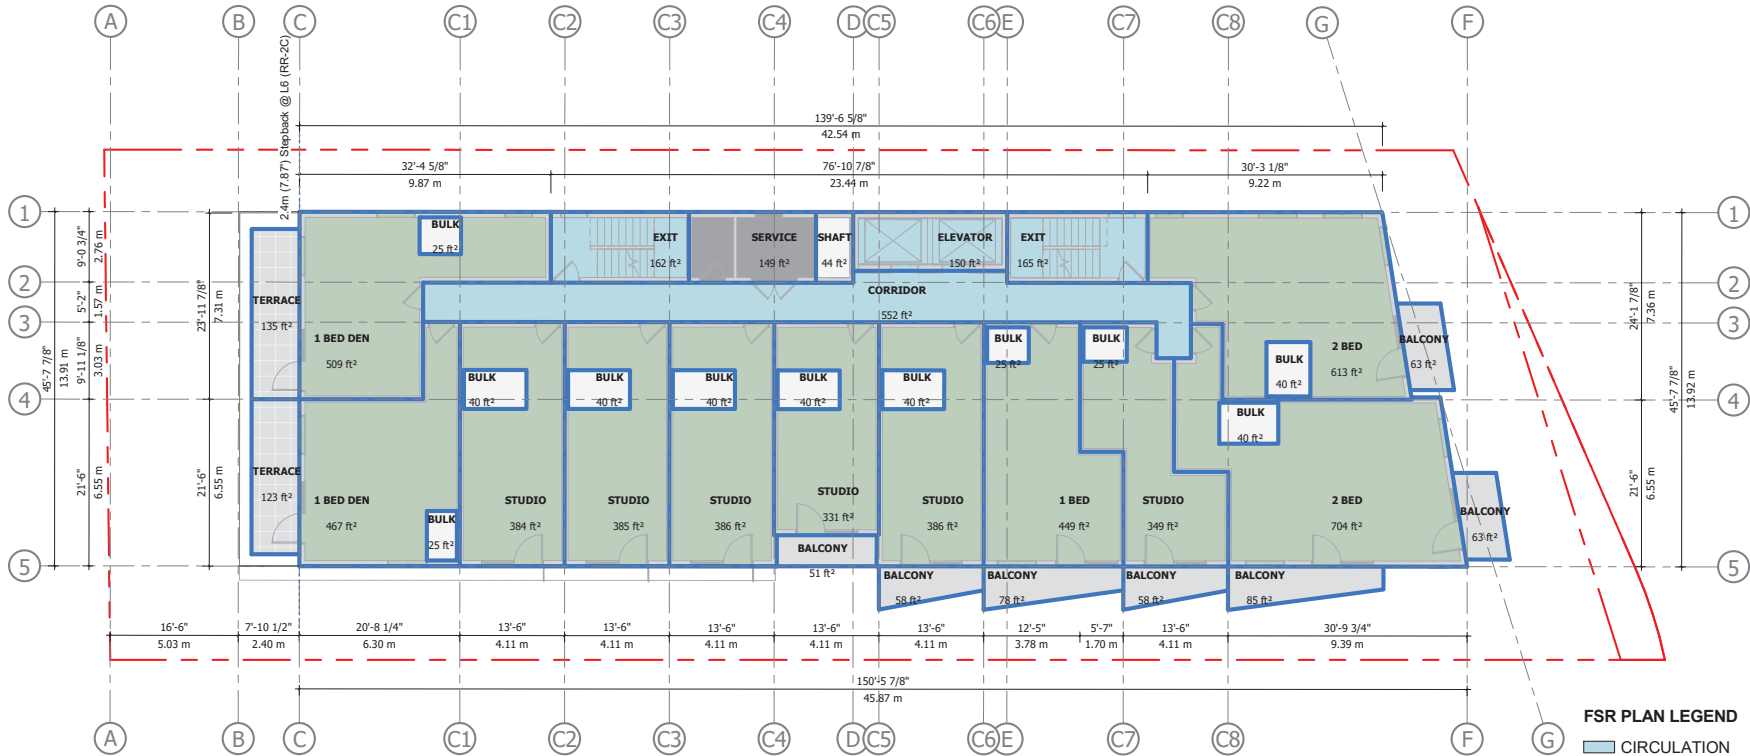 A B C C1 C2 C3 C4 D C5 C6 E C7 C8 G F
2.4m (7.87') Stepback @ L6 (RR-2C)
139'-6 5/8"
42.54 m
32'-4 5/8"
9.87 m
76'-10 7/8"
23.44 m
30'-3 1/8"
9.22 m
1
2
3
4
5
1
2
3
4
5
45'-7 7/8"
13.91 m
9'-0 3/4"
2.76 m
5'-2"
1.57 m
9'-11 1/8"
3.03 m
21'-6"
6.55 m
23'-11 7/8"
7.31 m
21'-6"
6.55 m
24'-1 7/8"
7.36 m
21'-6"
6.55 m
45'-7 7/8"
13.92 m
BULK
25 ft²
EXIT
162 ft²
SERVICE
149 ft²
SHAFT
44 ft²
ELEVATOR
150 ft²
EXIT
165 ft²
CORRIDOR
552 ft²
TERRACE
135 ft²
1 BED DEN
509 ft²
BULK
40 ft²
BULK
40 ft²
BULK
40 ft²
BULK
40 ft²
BULK
40 ft²
BULK
25 ft²
BULK
25 ft²
2 BED
613 ft²
BULK
40 ft²
BALCONY
63 ft²
BULK
40 ft²
TERRACE
123 ft²
1 BED DEN
467 ft²
BULK
25 ft²
STUDIO
384 ft²
STUDIO
385 ft²
STUDIO
386 ft²
STUDIO
331 ft²
STUDIO
386 ft²
1 BED
449 ft²
STUDIO
349 ft²
2 BED
704 ft²
BALCONY
63 ft²
BALCONY
51 ft²
BALCONY
58 ft²
BALCONY
78 ft²
BALCONY
58 ft²
BALCONY
85 ft²
16'-6"
5.03 m
7'-10 1/2"
2.40 m
20'-8 1/4"
6.30 m
13'-6"
4.11 m
13'-6"
4.11 m
13'-6"
4.11 m
13'-6"
4.11 m
13'-6"
4.11 m
12'-5"
3.78 m
5'-7"
1.70 m
13'-6"
4.11 m
30'-9 3/4"
9.39 m
150'-5 7/8"
45.87 m
A B C C1 C2 C3 C4 D C5 C6 E C7 C8 F G
FSR PLAN LEGEND
CIRCULATION